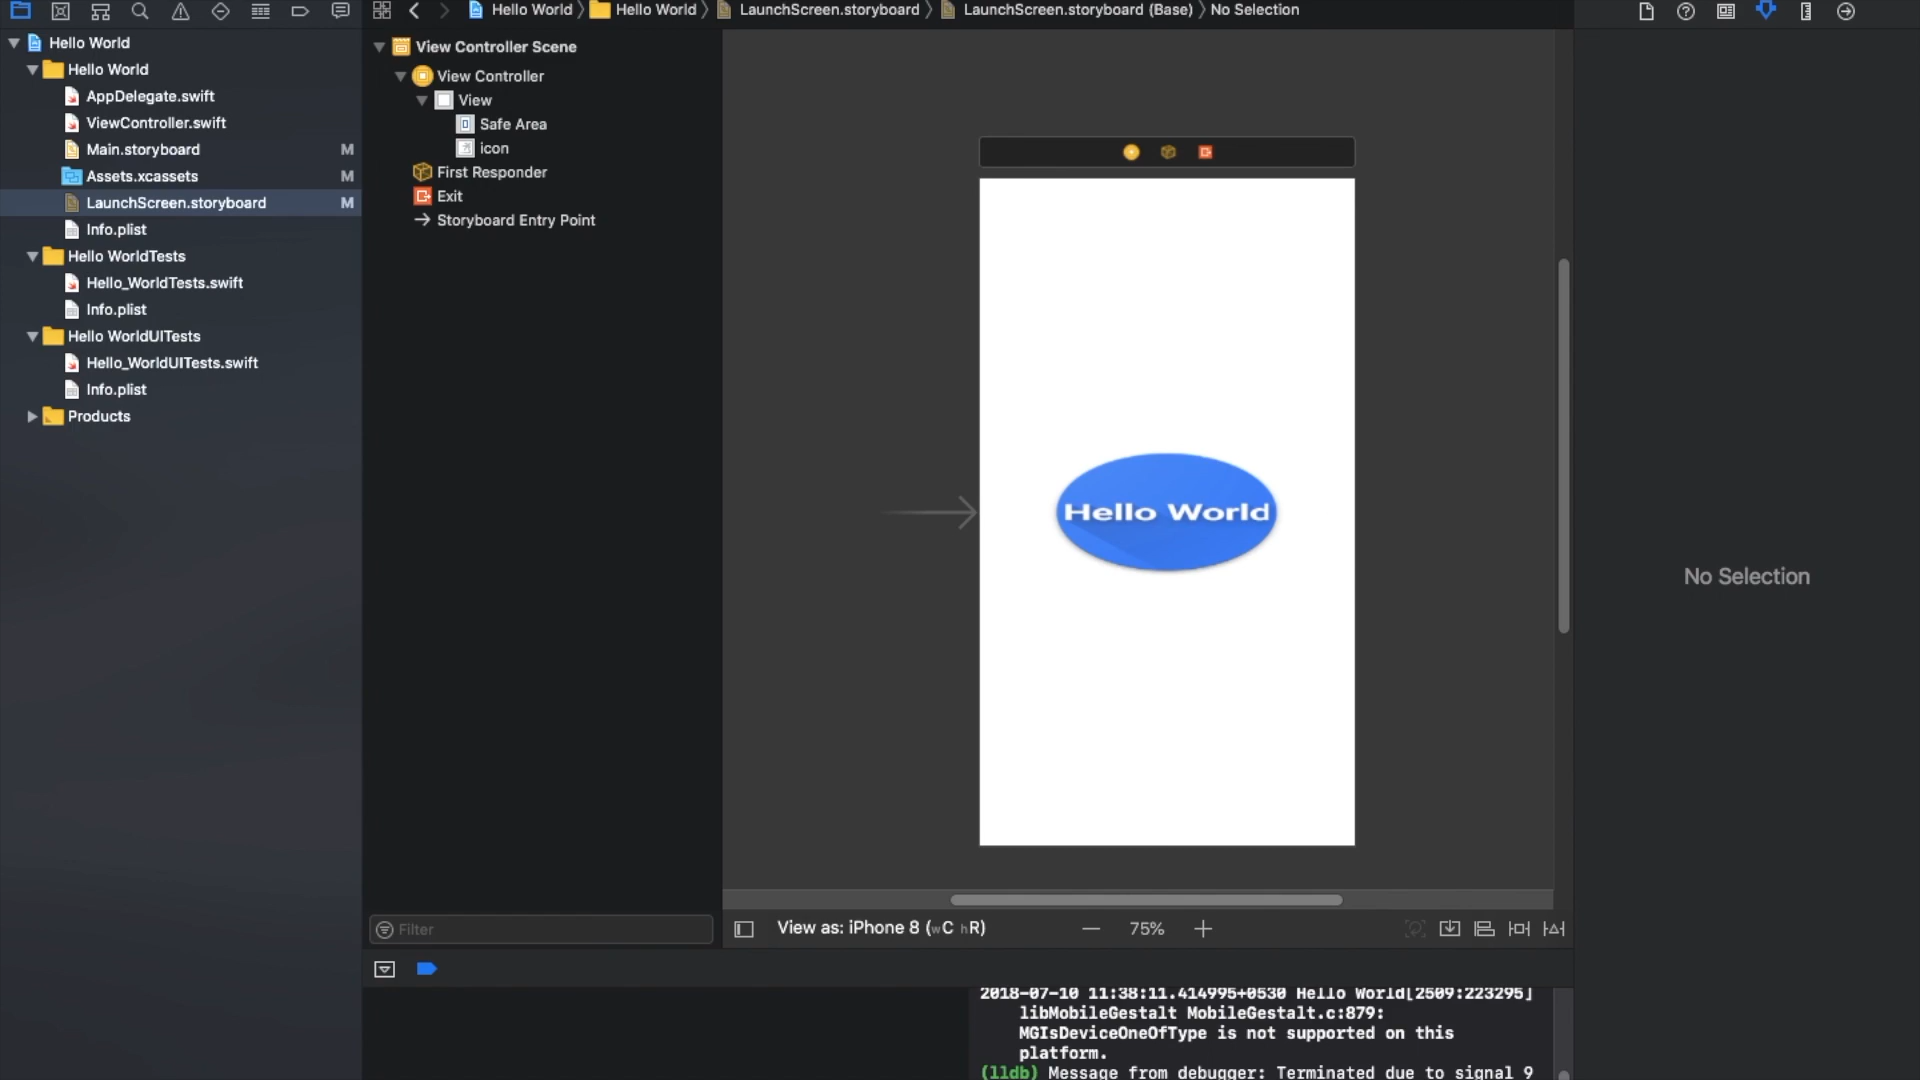 Hello World
Hello World
AppDelegate.swift
ViewController.swift
Main.storyboard M
Assets.xcassets M
LaunchScreen.storyboard M
Info.plist
Hello WorldTests
Hello_WorldTests.swift
Info.plist
Hello WorldUITests
Hello_WorldUITests.swift
Info.plist
Products
Hello World Hello World LaunchScreen.storyboard LaunchScreen.storyboard (Base) No Selection
View Controller Scene
View Controller
View
Safe Area
icon
First Responder
Exit
Storyboard Entry Point
Filter
Hello World
View as: iPhone 8 (wC hR) 75%
No Selection
2018-07-10 11:38:11.414995+0530 Hello World[2509:223295]
libMobileGestalt MobileGestalt.c:879:
MGIsDeviceOneOfType is not supported on this
platform.
(lldb) Message from debugger: Terminated due to signal 9